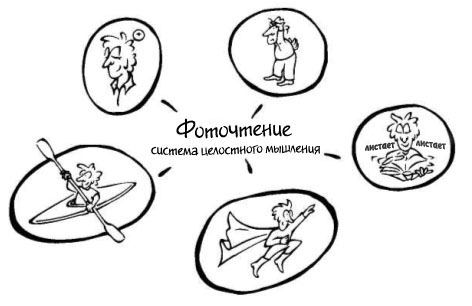 Фоточтение
система целостного мышления
листает листает